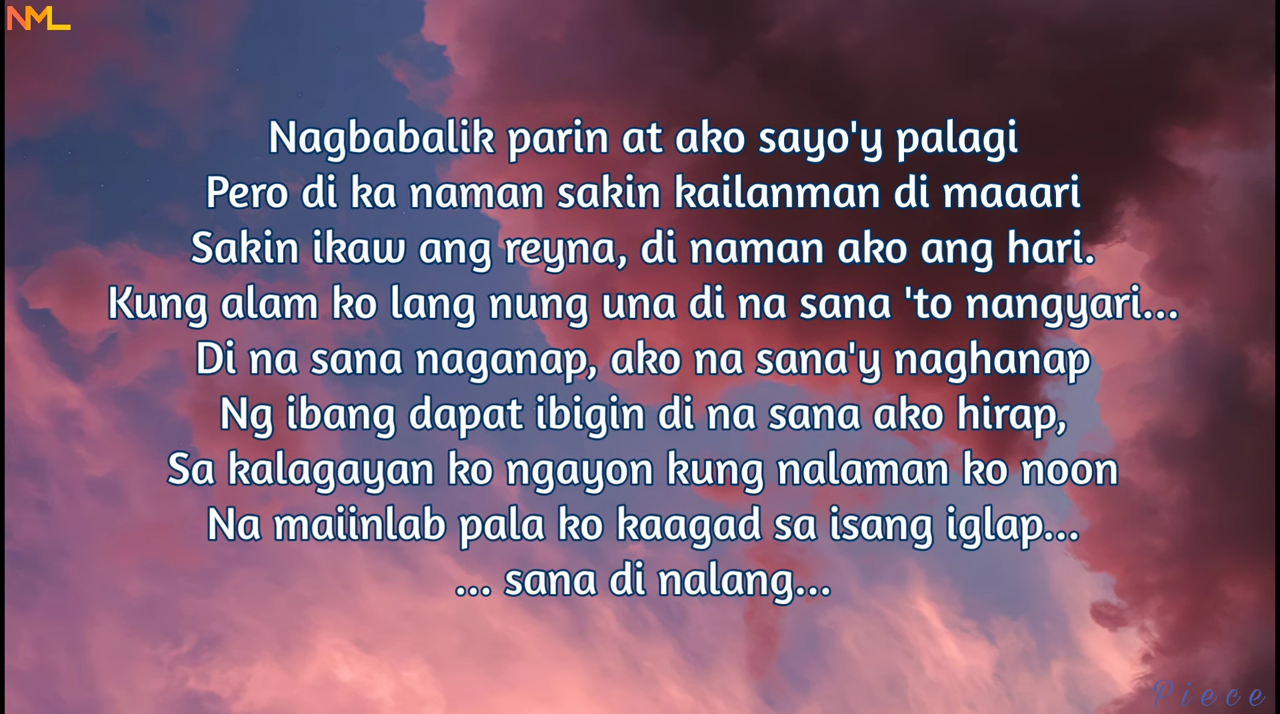 NML
Nagbabalik parin at ako sayo'y palagi
Pero di ka naman sakin kailanman di maaari
Sakin ikaw ang reyna, di naman ako ang hari.
Kung alam ko lang nung una di na sana 'to nangyari...
Di na sana naganap, ako na sana'y naghanap
Ng ibang dapat ibigin di na sana ako hirap,
Sa kalagayan ko ngayon kung nalaman ko noon
Na maiinlab pala ko kaagad sa isang iglap...
... sana di nalang...
Piece